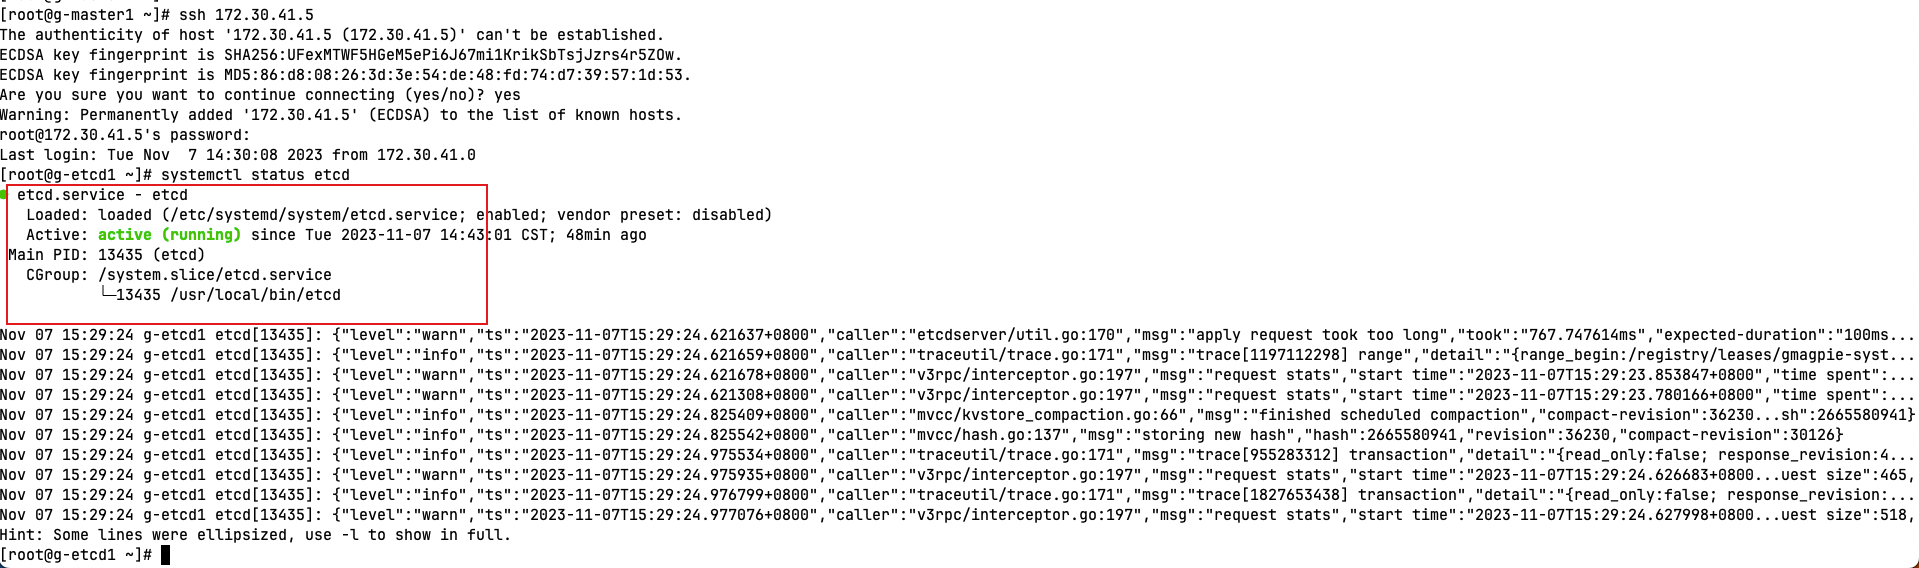 [root@g-master1 ~]# ssh 172.30.41.5
The authenticity of host '172.30.41.5 (172.30.41.5)' can't be established.
ECDSA key fingerprint is SHA256:UFexMTWF5HGeM5ePi6J67mi1KrikSbTsjJzrs4r5ZOw.
ECDSA key fingerprint is MD5:86:d8:08:26:3d:3e:54:de:48:fd:74:d7:39:57:1d:53.
Are you sure you want to continue connecting (yes/no)? yes
Warning: Permanently added '172.30.41.5' (ECDSA) to the list of known hosts.
root@172.30.41.5's password:
Last login: Tue Nov  7 14:30:08 2023 from 172.30.41.0
[root@g-etcd1 ~]# systemctl status etcd
● etcd.service - etcd
   Loaded: loaded (/etc/systemd/system/etcd.service; enabled; vendor preset: disabled)
   Active: active (running) since Tue 2023-11-07 14:43:01 CST; 48min ago
 Main PID: 13435 (etcd)
   CGroup: /system.slice/etcd.service
           └─13435 /usr/local/bin/etcd
Nov 07 15:29:24 g-etcd1 etcd[13435]: {"level":"warn","ts":"2023-11-07T15:29:24.621637+0800","caller":"etcdserver/util.go:170","msg":"apply request took too long","took":"767.747614ms","expected-duration":"100ms...
Nov 07 15:29:24 g-etcd1 etcd[13435]: {"level":"info","ts":"2023-11-07T15:29:24.621659+0800","caller":"traceutil/trace.go:171","msg":"trace[1197112298] range","detail":"{range_begin:/registry/leases/gmagpie-syst...
Nov 07 15:29:24 g-etcd1 etcd[13435]: {"level":"warn","ts":"2023-11-07T15:29:24.621678+0800","caller":"v3rpc/interceptor.go:197","msg":"request stats","start time":"2023-11-07T15:29:23.853847+0800","time spent":...
Nov 07 15:29:24 g-etcd1 etcd[13435]: {"level":"warn","ts":"2023-11-07T15:29:24.621308+0800","caller":"v3rpc/interceptor.go:197","msg":"request stats","start time":"2023-11-07T15:29:23.780166+0800","time spent":...
Nov 07 15:29:24 g-etcd1 etcd[13435]: {"level":"info","ts":"2023-11-07T15:29:24.825409+0800","caller":"mvcc/kvstore_compaction.go:66","msg":"finished scheduled compaction","compact-revision":36230...sh":2665580941}
Nov 07 15:29:24 g-etcd1 etcd[13435]: {"level":"info","ts":"2023-11-07T15:29:24.825542+0800","caller":"mvcc/hash.go:137","msg":"storing new hash","hash":2665580941,"revision":36230,"compact-revision":30126}
Nov 07 15:29:24 g-etcd1 etcd[13435]: {"level":"info","ts":"2023-11-07T15:29:24.975534+0800","caller":"traceutil/trace.go:171","msg":"trace[955283312] transaction","detail":"{read_only:false; response_revision:4...
Nov 07 15:29:24 g-etcd1 etcd[13435]: {"level":"warn","ts":"2023-11-07T15:29:24.975935+0800","caller":"v3rpc/interceptor.go:197","msg":"request stats","start time":"2023-11-07T15:29:24.626683+0800...uest size":465,
Nov 07 15:29:24 g-etcd1 etcd[13435]: {"level":"info","ts":"2023-11-07T15:29:24.976799+0800","caller":"traceutil/trace.go:171","msg":"trace[1827653438] transaction","detail":"{read_only:false; response_revision:...
Nov 07 15:29:24 g-etcd1 etcd[13435]: {"level":"warn","ts":"2023-11-07T15:29:24.977076+0800","caller":"v3rpc/interceptor.go:197","msg":"request stats","start time":"2023-11-07T15:29:24.627998+0800...uest size":518,
Hint: Some lines were ellipsized, use -l to show in full.
[root@g-etcd1 ~]#